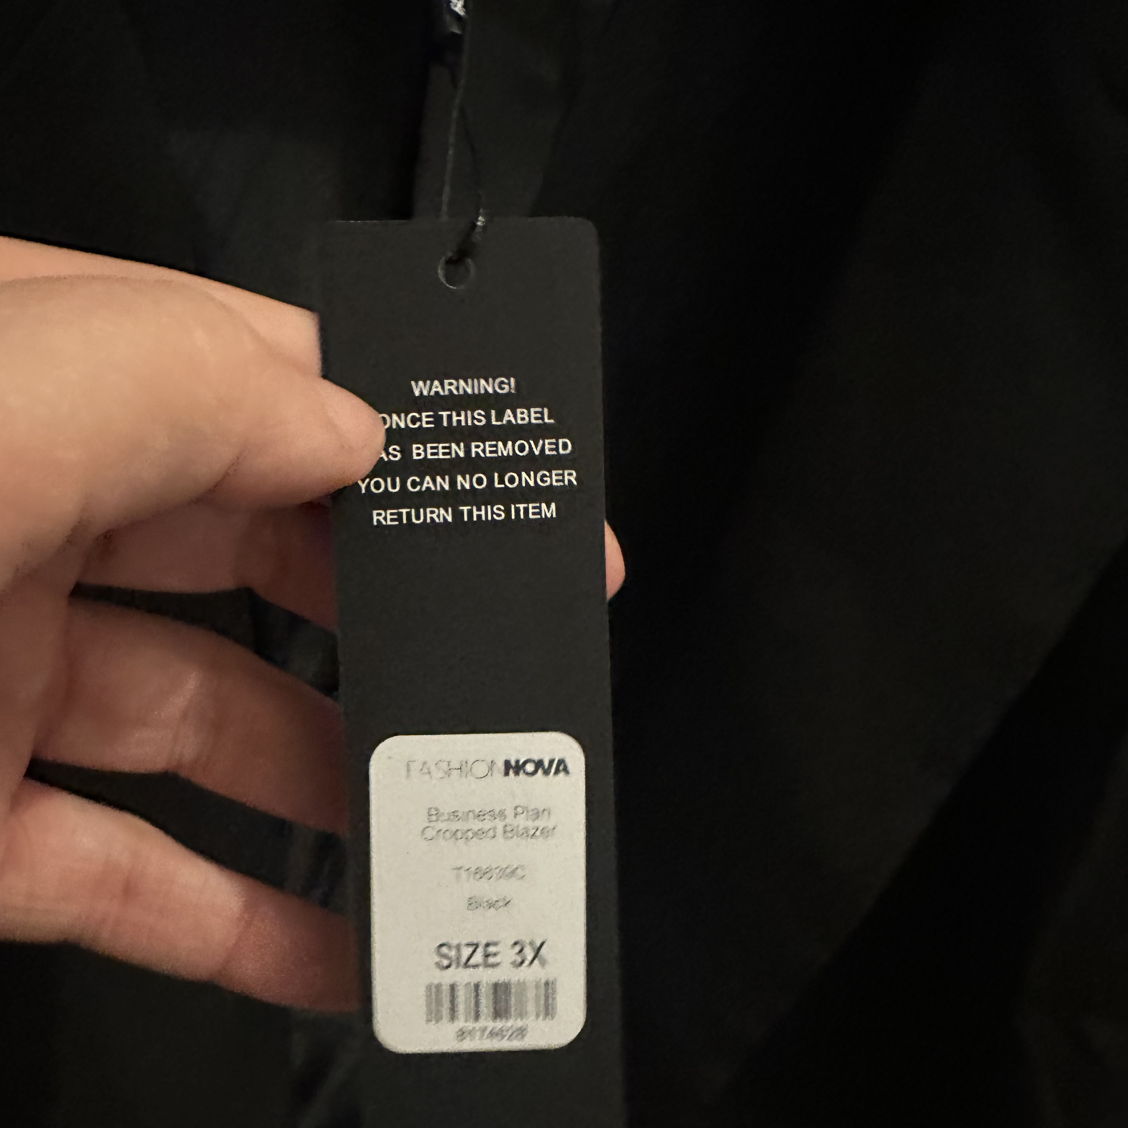 WARNING!
ONCE THIS LABEL
AS BEEN REMOVED
YOU CAN NO LONGER
RETURN THIS ITEM
FASHIONNOVA
Business Plan
Cropped Blazer
Black
SIZE 3X